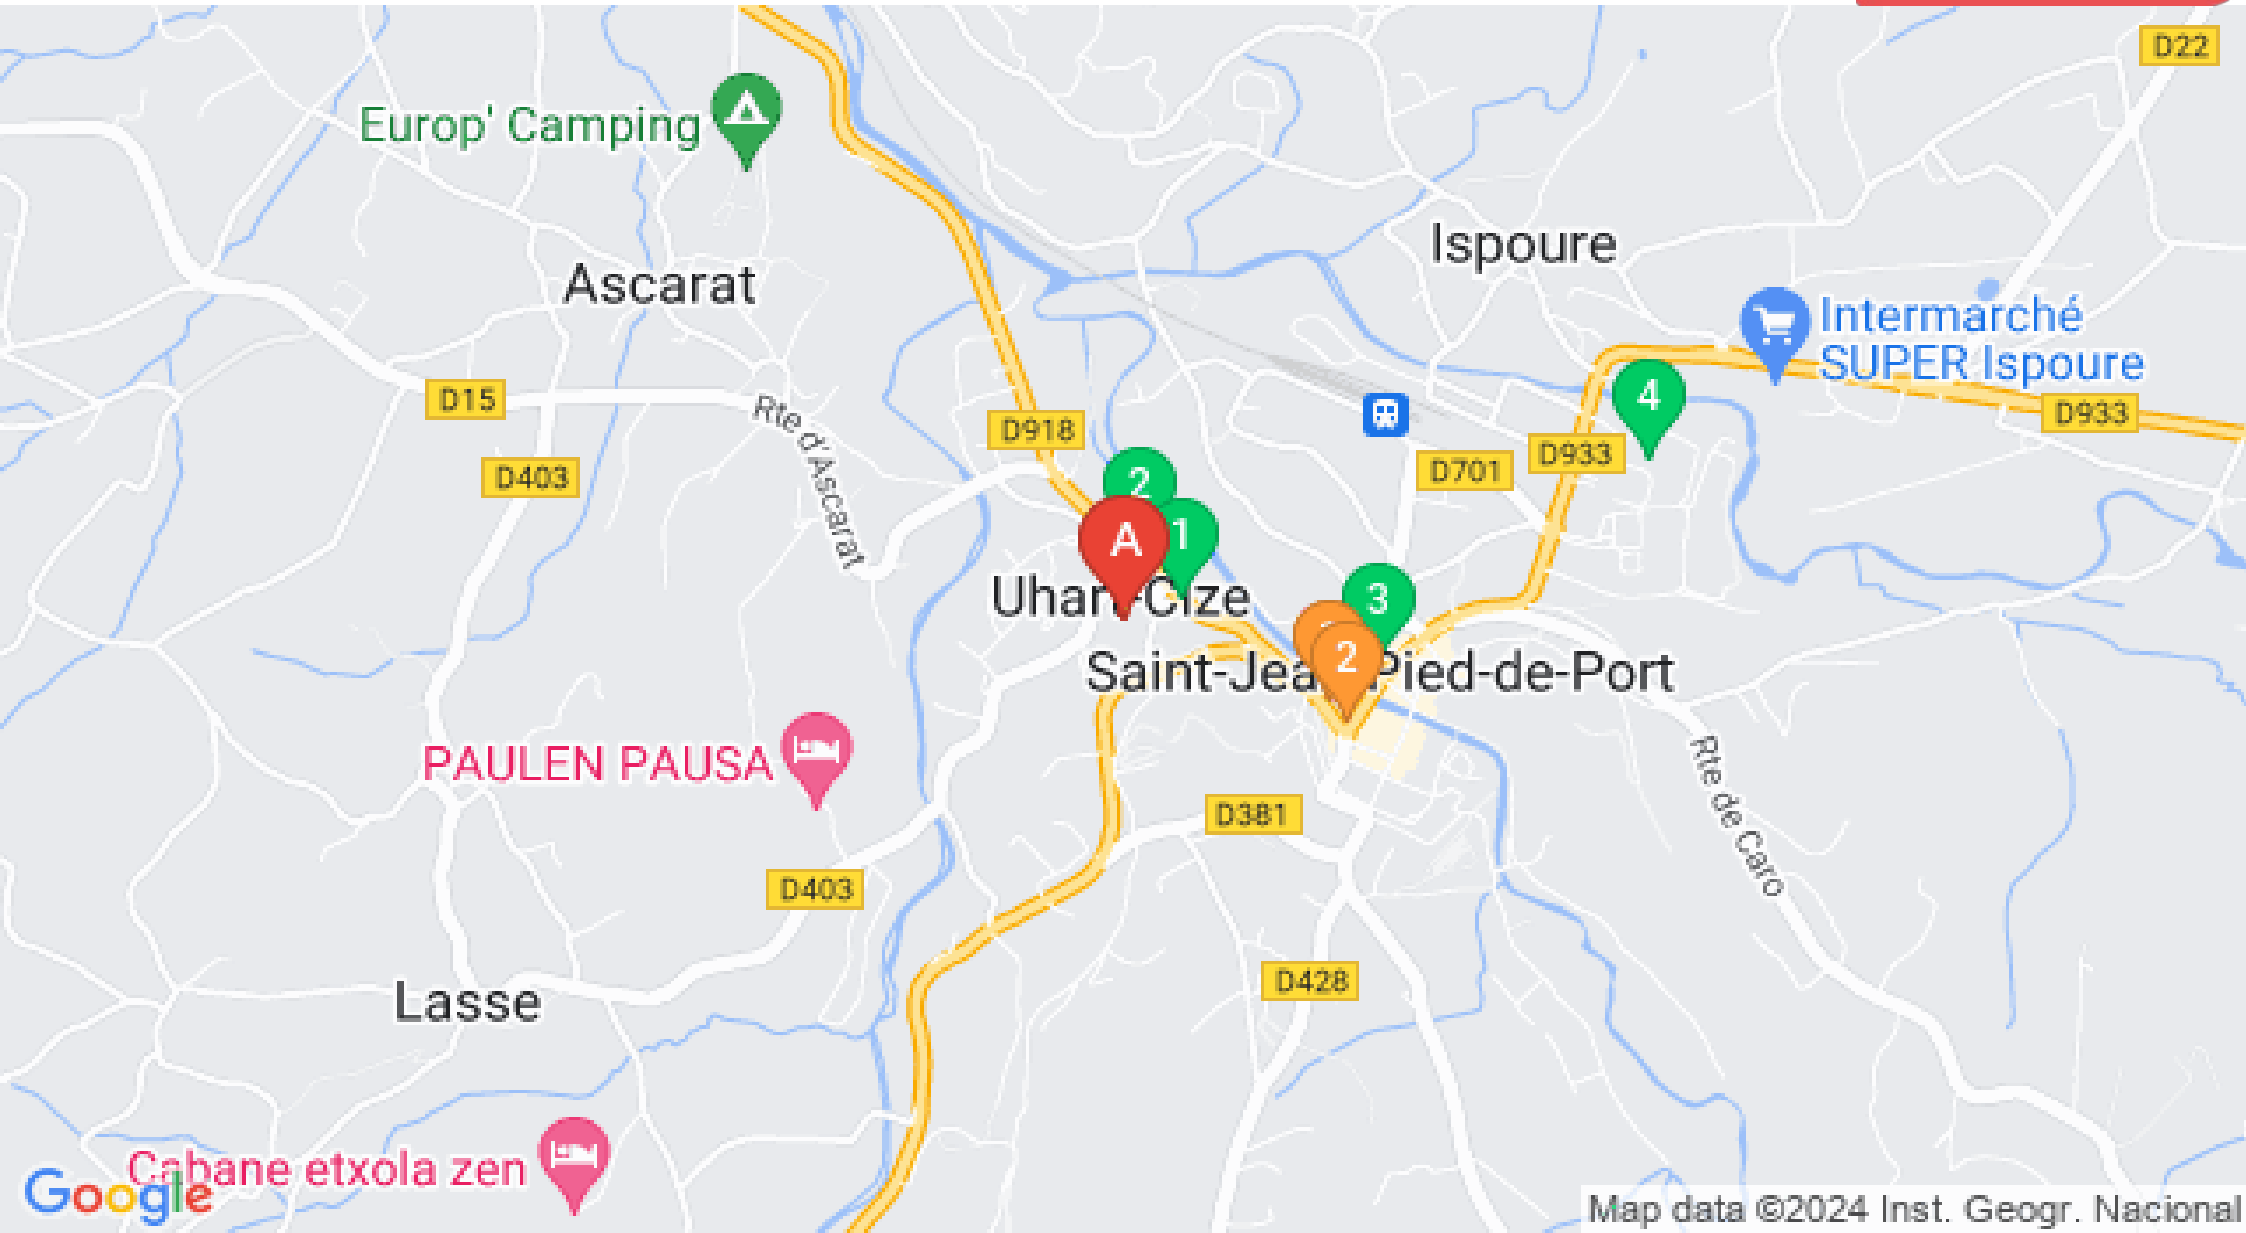 D22
Europ' Camping
Ispoure
Ascarat
Intermarché
SUPER Ispoure
D15
Rte d'Ascarat
D918
D933
D933
D403
D701
4
2
A
1
Uhart-Cize
3
2
Saint-Jean-Pied-de-Port
PAULEN PAUSA
Rte de Caro
D381
D403
D428
Lasse
Cabane etxola zen
Google
Map data ©2024 Inst. Geogr. Nacional